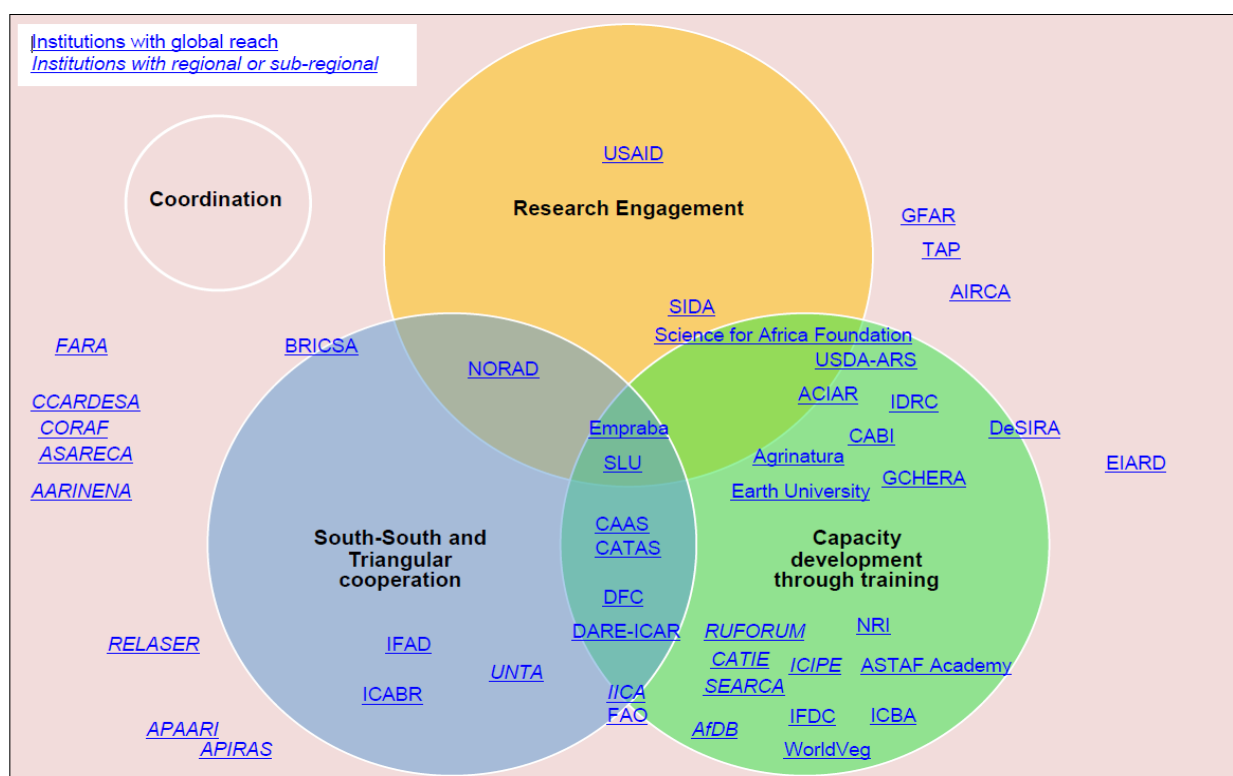 Institutions with global reach
Institutions with regional or sub-regional
Coordination
USAID
Research Engagement
GFAR
TAP
AIRCA
SIDA
Science for Africa Foundation
USDA-ARS
FARA
BRICSA
NORAD
ACIAR
IDRC
CCARDESA
CORAF
ASARECA
AARINENA
Empraba
SLU
CABI
Agrinatura
GCHERA
Earth University
DeSIRA
EIARD
South-South and
Triangular
cooperation
CAAS
CATAS
DFC
DARE-ICAR
Capacity
development
through training
RELASER
IFAD
UNTA
ICABR
IICA
FAO
RUFORUM
NRI
CATIE
ICIPE
ASTAF Academy
SEARCA
AfDB
IFDC
ICBA
WorldVeg
APAARI
APIRAS